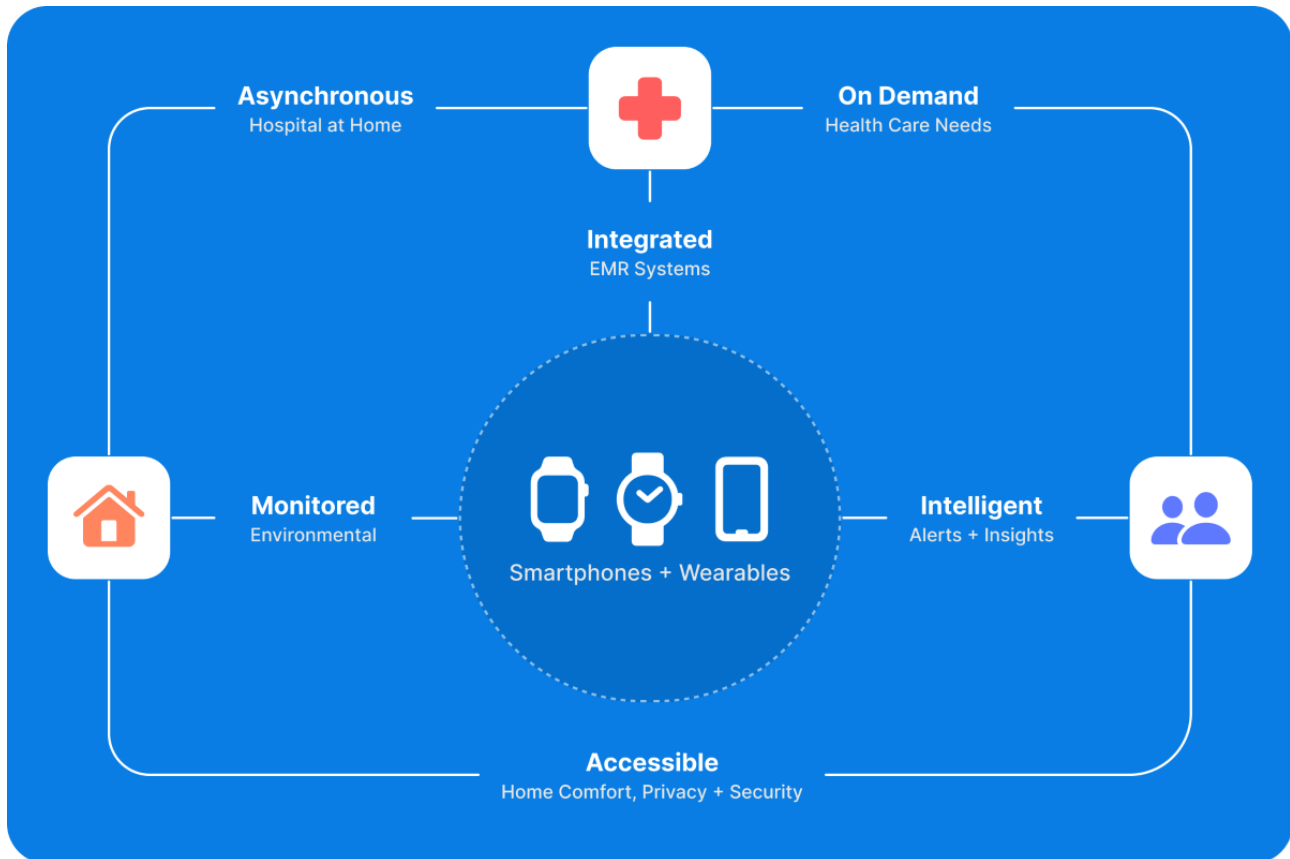 Asynchronous
Hospital at Home
On Demand
Health Care Needs
Integrated
EMR Systems
Monitored
Environmental
Smartphones + Wearables
Intelligent
Alerts + Insights
Accessible
Home Comfort, Privacy + Security